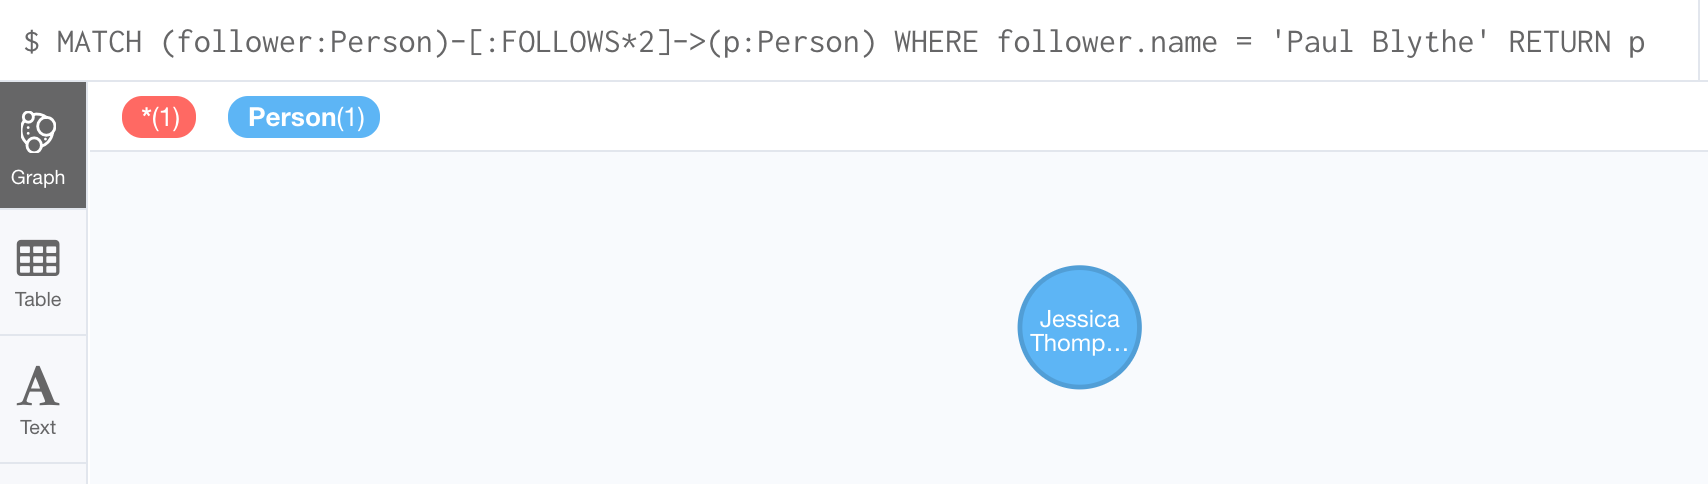 $ MATCH (follower:Person)-[:FOLLOWS*2]->(p:Person) WHERE follower.name = 'Paul Blythe' RETURN p
*(1) Person(1)
Graph
Table
Text
Jessica
Thomp...